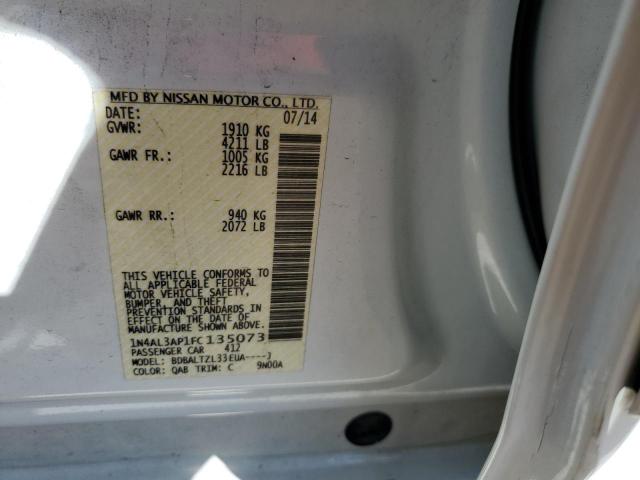 MFD BY NISSAN MOTOR CO., LTD.
DATE: 07/14
GVWR: 1910 KG
4211 LB
GAWR FR.: 1005 KG
2216 LB
GAWR RR.: 940 KG
2072 LB
THIS VEHICLE CONFORMS TO
ALL APPLICABLE FEDERAL
MOTOR VEHICLE SAFETY,
BUMPER, AND THEFT
PREVENTION STANDARDS IN
EFFECT ON THE DATE OF
MANUFACTURE SHOWN ABOVE.
1N4AL3AP1FC135073
PASSENGER CAR 412
MODEL: BDBALTZL33EUA----J
COLOR: QAB TRIM: C 9N00A